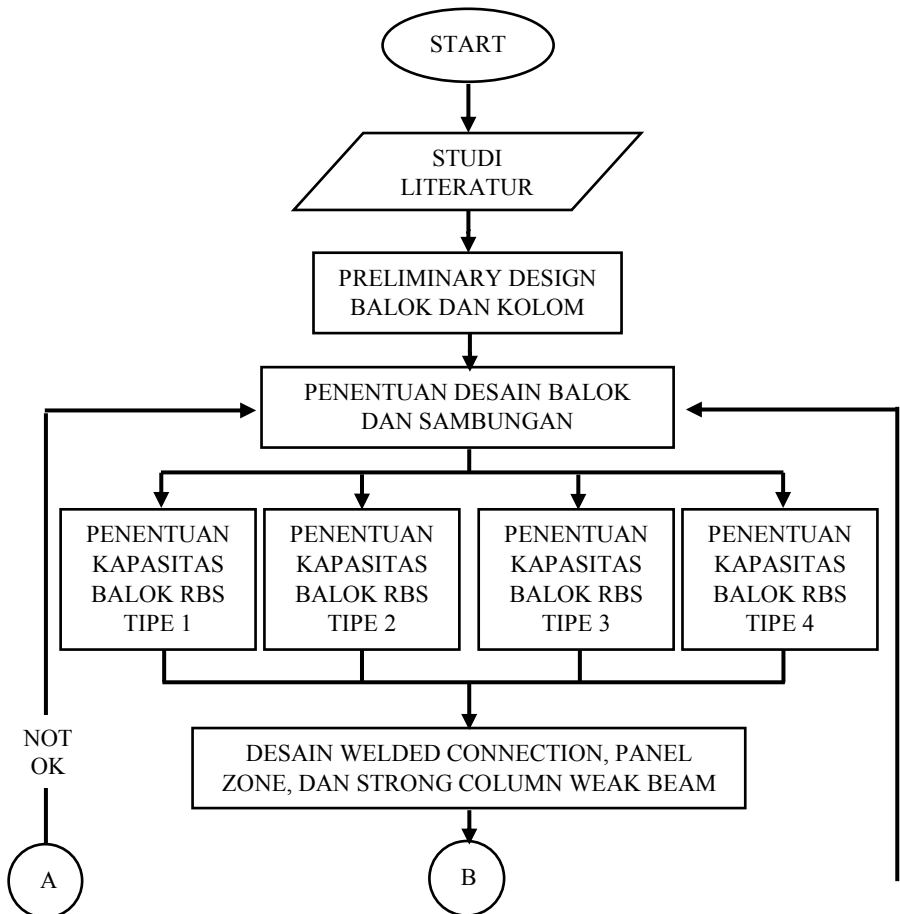 START
STUDI
LITERATUR
PRELIMINARY DESIGN
BALOK DAN KOLOM
PENENTUAN DESAIN BALOK
DAN SAMBUNGAN
PENENTUAN
KAPASITAS
BALOK RBS
TIPE 1
PENENTUAN
KAPASITAS
BALOK RBS
TIPE 2
PENENTUAN
KAPASITAS
BALOK RBS
TIPE 3
PENENTUAN
KAPASITAS
BALOK RBS
TIPE 4
NOT
OK
DESAIN WELDED CONNECTION, PANEL
ZONE, DAN STRONG COLUMN WEAK BEAM
A
B